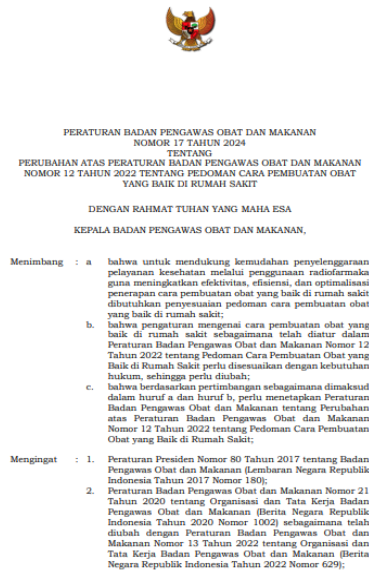 PERATURAN BADAN PENGAWAS OBAT DAN MAKANAN
NOMOR 17 TAHUN 2024
TENTANG
PERUBAHAN ATAS PERATURAN BADAN PENGAWAS OBAT DAN MAKANAN
NOMOR 12 TAHUN 2022 TENTANG PEDOMAN CARA PEMBUATAN OBAT
YANG BAIK DI RUMAH SAKIT
DENGAN RAHMAT TUHAN YANG MAHA ESA
KEPALA BADAN PENGAWAS OBAT DAN MAKANAN,
Menimbang : a bahwa untuk mendukung kemudahan penyelenggaraan
pelayanan kesehatan melalui penggunaan radiofarmaka
guna meningkatkan efektivitas, efisiensi, dan optimalisasi
penerapan cara pembuatan obat yang baik di rumah sakit
dibutuhkan penyesuaian pedoman cara pembuatan obat
yang baik di rumah sakit;
b. bahwa pengaturan mengenai cara pembuatan obat yang
baik di rumah sakit sebagaimana telah diatur dalam
Peraturan Badan Pengawas Obat dan Makanan Nomor 12
Tahun 2022 tentang Pedoman Cara Pembuatan Obat yang
Baik di Rumah Sakit perlu disesuaikan dengan kebutuhan
hukum, sehingga perlu diubah;
c. bahwa berdasarkan pertimbangan sebagaimana dimaksud
dalam huruf a dan huruf b, perlu menetapkan Peraturan
Badan Pengawas Obat dan Makanan tentang Perubahan
atas Peraturan Badan Pengawas Obat dan Makanan
Nomor 12 Tahun 2022 tentang Pedoman Cara Pembuatan
Obat yang Baik di Rumah Sakit;
Mengingat : 1. Peraturan Presiden Nomor 80 Tahun 2017 tentang Badan
Pengawas Obat dan Makanan (Lembaran Negara Republik
Indonesia Tahun 2017 Nomor 180);
2. Peraturan Badan Pengawas Obat dan Makanan Nomor 21
Tahun 2020 tentang Organisasi dan Tata Kerja Badan
Pengawas Obat dan Makanan (Berita Negara Republik
Indonesia Tahun 2020 Nomor 1002) sebagaimana telah
diubah dengan Peraturan Badan Pengawas Obat dan
Makanan Nomor 13 Tahun 2022 tentang Organisasi dan
Tata Kerja Badan Pengawas Obat dan Makanan (Berita
Negara Republik Indonesia Tahun 2022 Nomor 629);